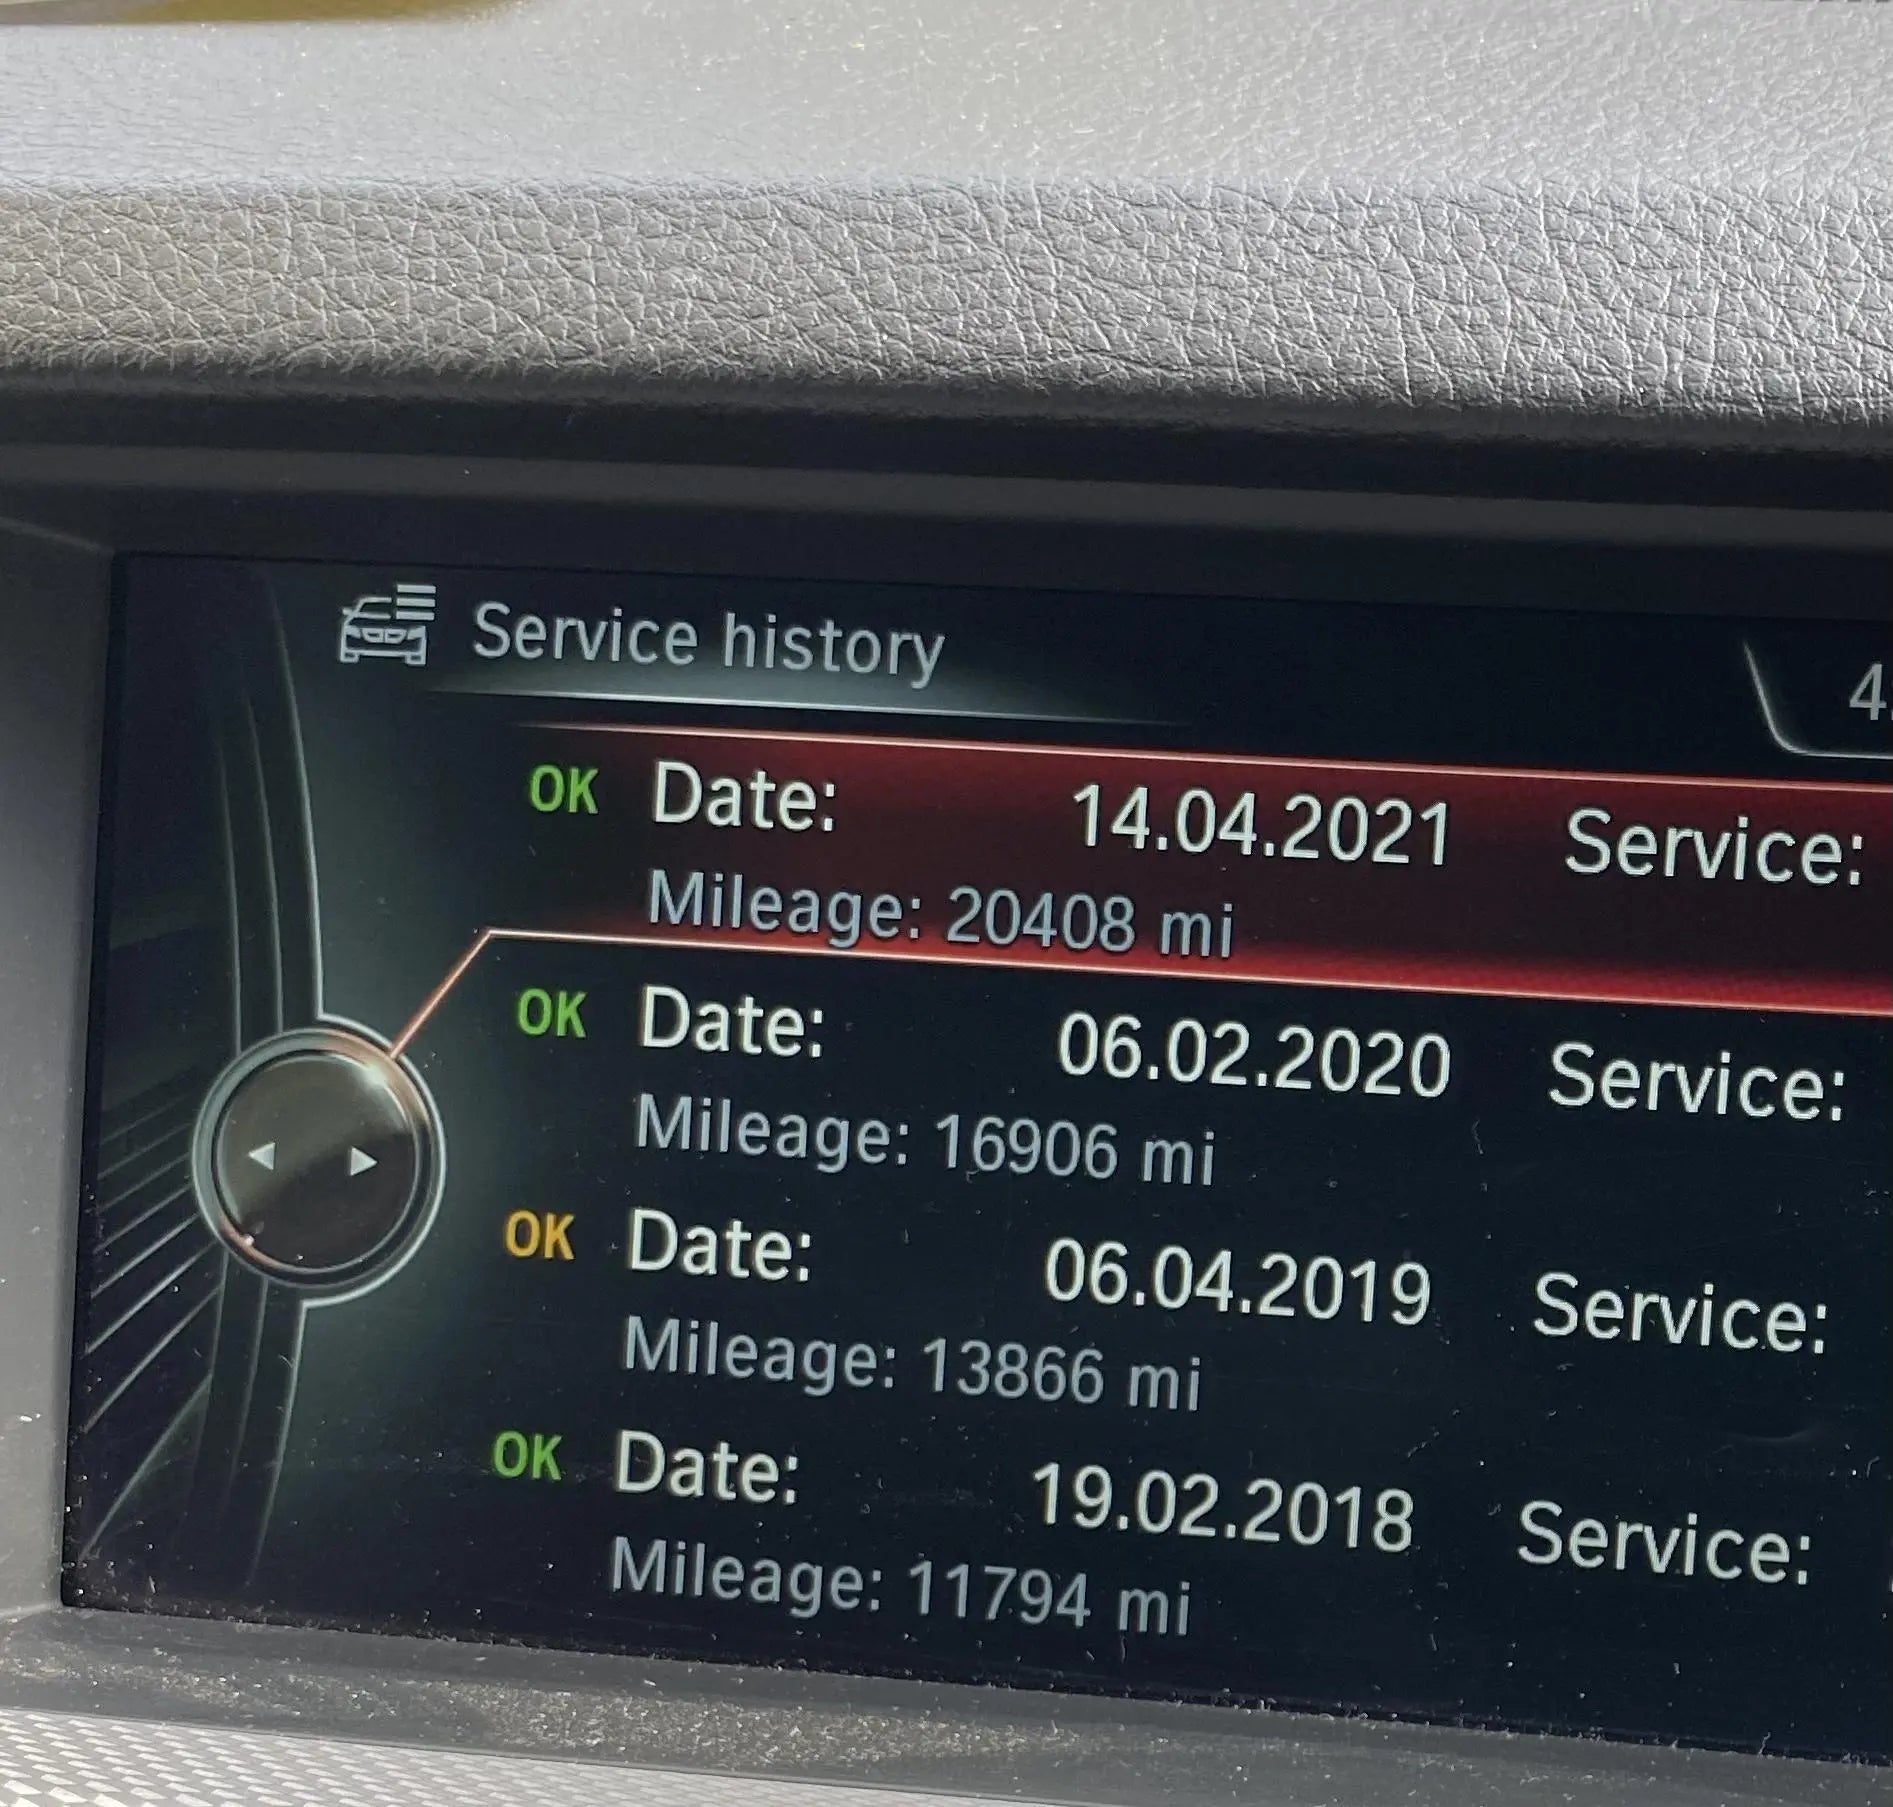 Service history
OK Date: 14.04.2021 Service:
Mileage: 20408 mi
OK Date: 06.02.2020 Service:
Mileage: 16906 mi
OK Date: 06.04.2019 Service:
Mileage: 13866 mi
OK Date: 19.02.2018 Service:
Mileage: 11794 mi